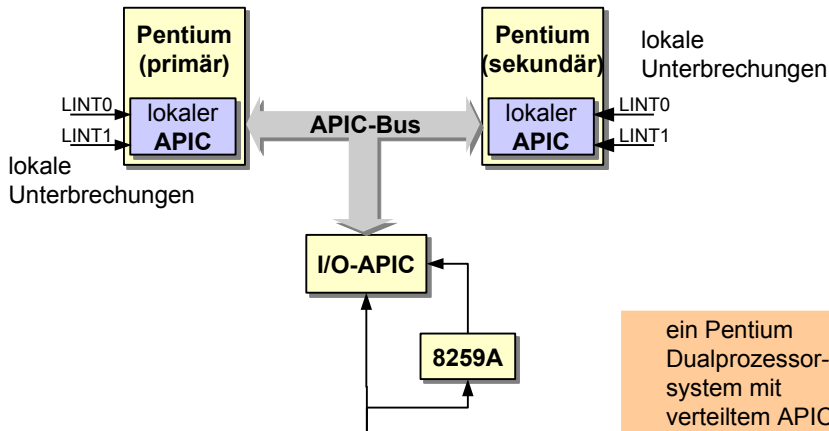 Pentium
(primär)
LINT0
LINT1
lokaler
APIC
lokale
Unterbrechungen
APIC-Bus
Pentium
(sekundär)
lokaler
APIC
LINT0
LINT1
lokale
Unterbrechungen
I/O-APIC
8259A
ein Pentium
Dualprozessor-
system mit
verteiltem APIC